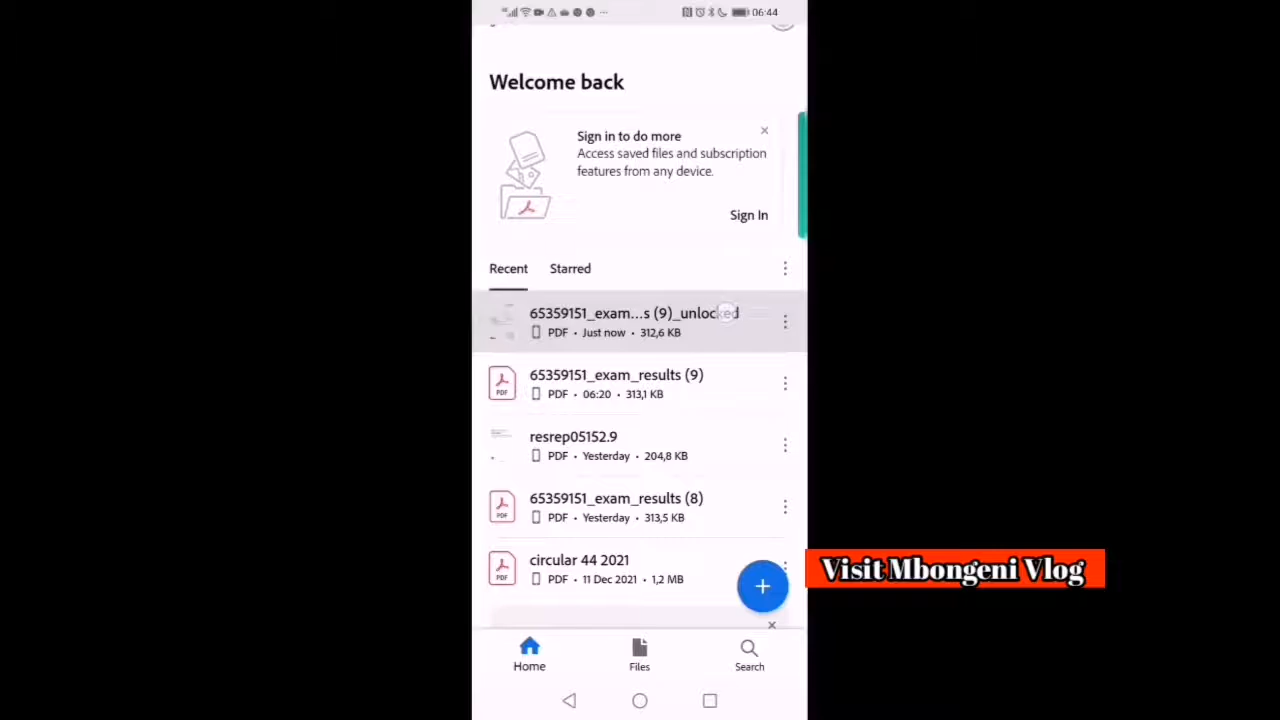 06:44
Welcome back
Sign in to do more
Access saved files and subscription
features from any device.
Sign In
Recent Starred
65359151_exam...s (9)_unlocked
PDF • Just now • 312,6 KB
65359151_exam_results (9)
PDF • 06:20 • 313,1 KB
PDF
resrep05152.9
PDF • Yesterday • 204,8 KB
65359151_exam_results (8)
PDF • Yesterday • 313,5 KB
PDF
circular 44 2021
PDF • 11 Dec 2021 • 1,2 MB
PDF
Visit Mbongeni Vlog
Home Files Search